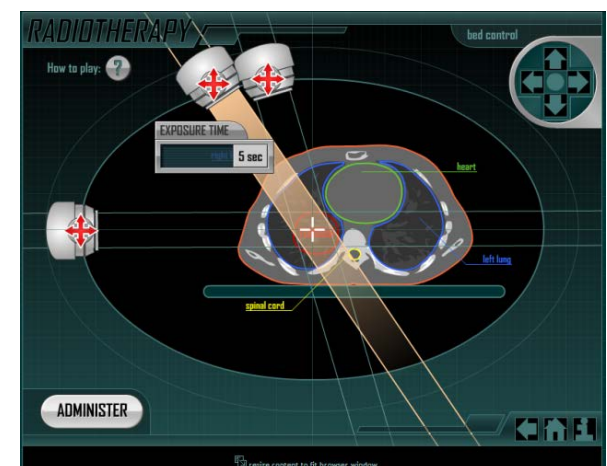 RADIOTHERAPY
bed control
How to play: ?
EXPOSURE TIME
5 sec
heart
left lung
spinal cord
ADMINISTER
resize content to fit browser window